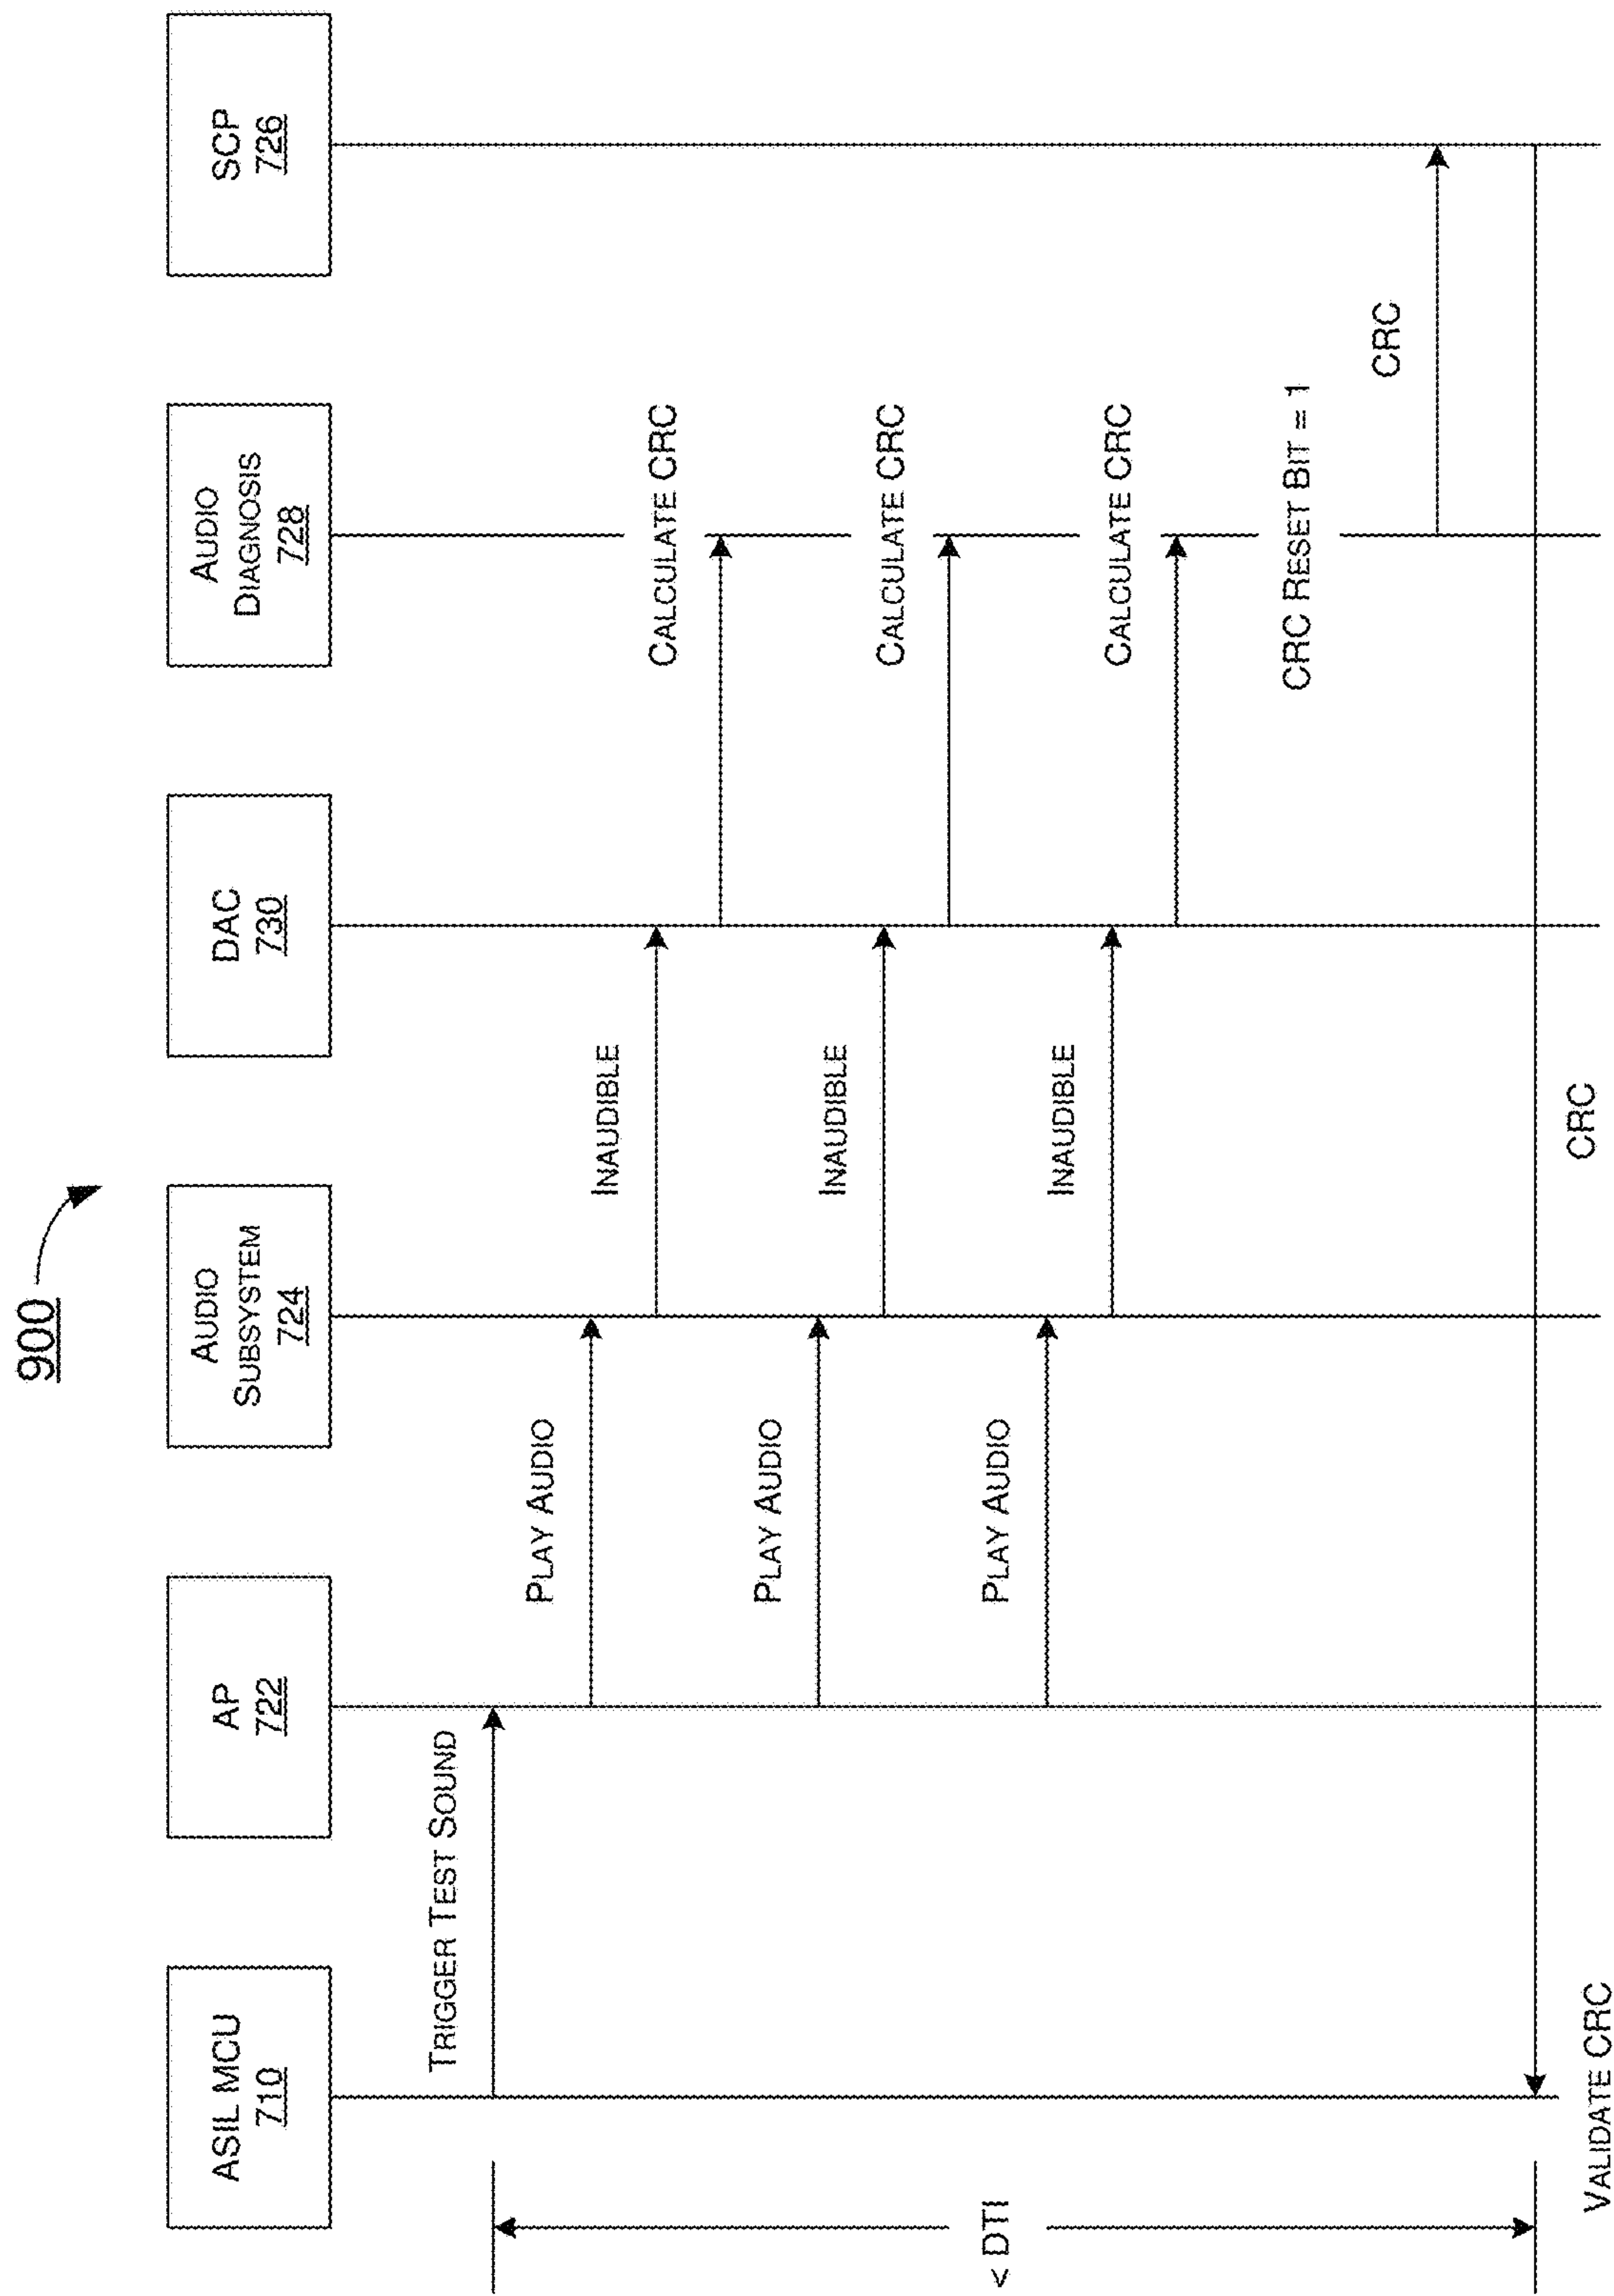 900
ASIL MCU
710
AP
722
AUDIO
SUBSYSTEM
724
DAC
730
AUDIO
DIAGNOSIS
728
SCP
726
TRIGGER TEST SOUND
PLAY AUDIO
INAUDIBLE
CALCULATE CRC
PLAY AUDIO
INAUDIBLE
CALCULATE CRC
PLAY AUDIO
INAUDIBLE
CALCULATE CRC
< DTI
CRC RESET BIT = 1
CRC
CRC
VALIDATE CRC